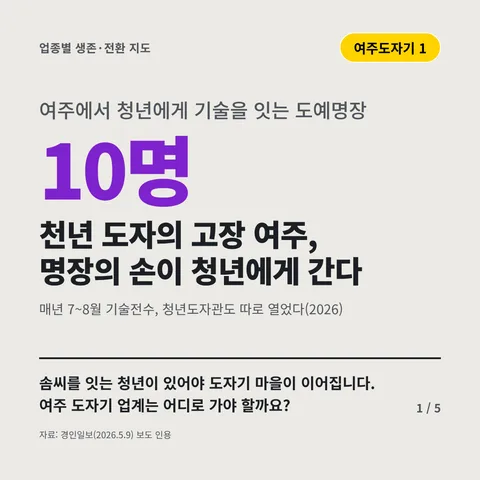 업종별 생존·전환 지도
여주도자기 1
여주에서 청년에게 기술을 잇는 도예명장
10명
천년 도자의 고장 여주,
명장의 손이 청년에게 간다
매년 7~8월 기술전수, 청년도자관도 따로 열었다(2026)
솜씨를 잇는 청년이 있어야 도자기 마을이 이어집니다.
여주 도자기 업계는 어디로 가야 할까요?
1 / 5
자료: 경인일보(2026.5.9) 보도 인용